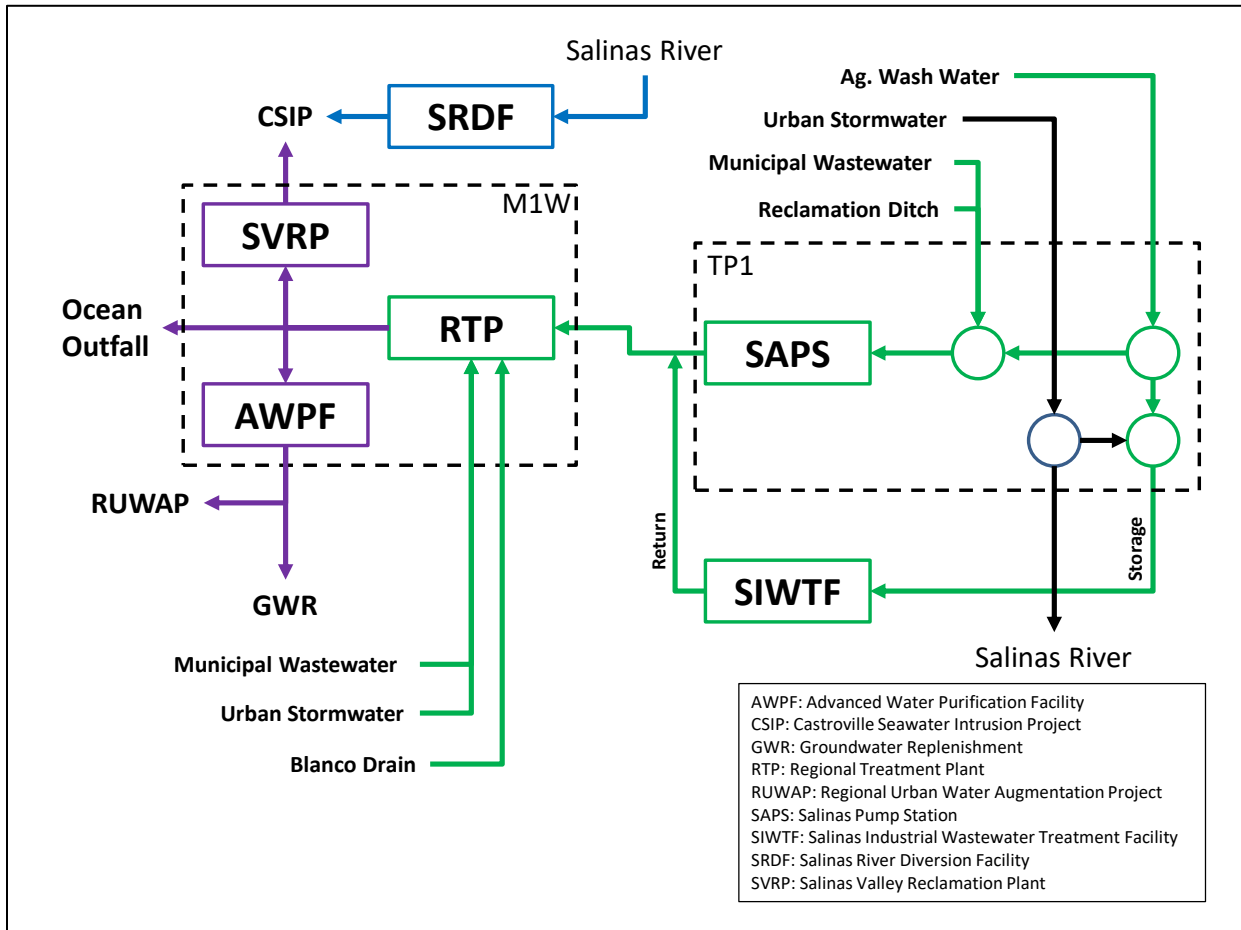 Salinas River
Ag. Wash Water
CSIP
SRDF
Urban Stormwater
Municipal Wastewater
Reclamation Ditch
M1W
SVRP
TP1
Ocean
Outfall
RTP
SAPS
AWPF
RUWAP
Return
Storage
SIWTF
GWR
Municipal Wastewater
Urban Stormwater
Blanco Drain
Salinas River
AWPF: Advanced Water Purification Facility
CSIP: Castroville Seawater Intrusion Project
GWR: Groundwater Replenishment
RTP: Regional Treatment Plant
RUWAP: Regional Urban Water Augmentation Project
SAPS: Salinas Pump Station
SIWTF: Salinas Industrial Wastewater Treatment Facility
SRDF: Salinas River Diversion Facility
SVRP: Salinas Valley Reclamation Plant